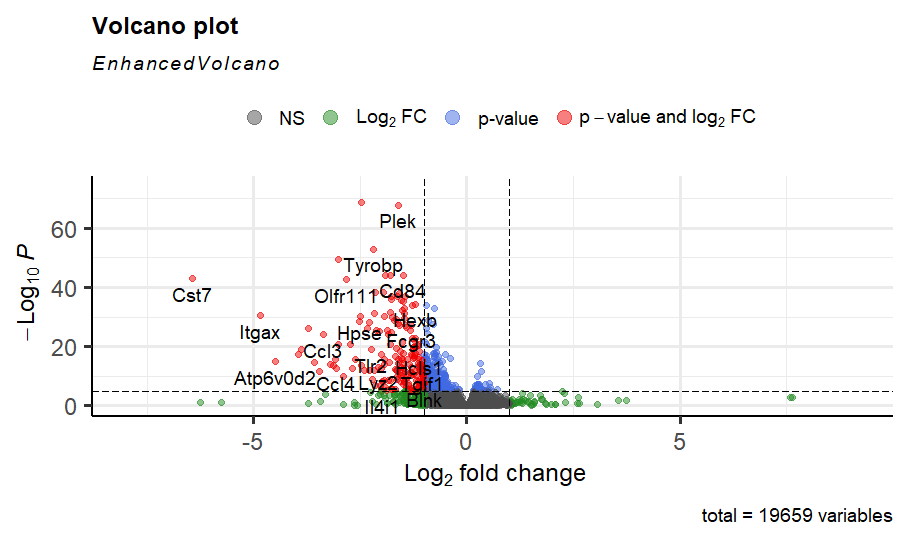 Volcano plot
EnhancedVolcano
NS Log2 FC p-value p − value and log2 FC
−Log10 P
60
40
20
0
Plek
Tyrobp
Cst7
Olfr111
Cd84
Itgax
Hpse
Hexb
Ccl3
Fcgr3
Atp6v0d2
Ccl4
Tlr2
Hcls1
Lyz2
Tgif1
Il4i1
Blnk
-5 0 5
Log2 fold change
total = 19659 variables